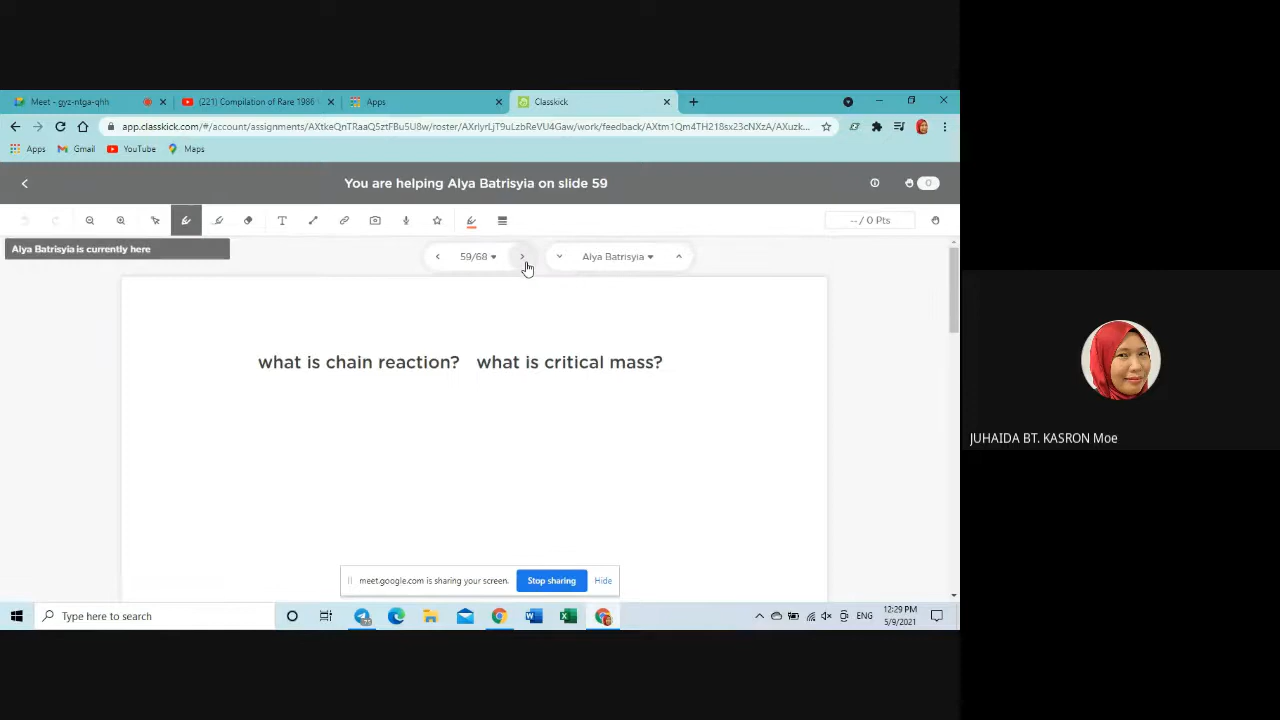 Meet - gyz-ntga-qhh
(221) Compilation of Rare 1986 -
Apps
Classkick
app.classkick.com/#/account/assignments/AXtkeQnTRaaQ5ztFBu5U8w/roster/AXrlyrLjT9uLzbReVU4Gaw/work/feedback/AXtm1Qm4TH218sx23cNXzA/AXuzk...
Apps Gmail YouTube Maps
You are helping Alya Batrisyia on slide 59
0
T
-- / 0 Pts
Alya Batrisyia is currently here
59/68
Alya Batrisyia
what is chain reaction? what is critical mass?
JUHAIDA BT. KASRON Moe
meet.google.com is sharing your screen.
Stop sharing
Hide
Type here to search
ENG
12:29 PM
5/9/2021